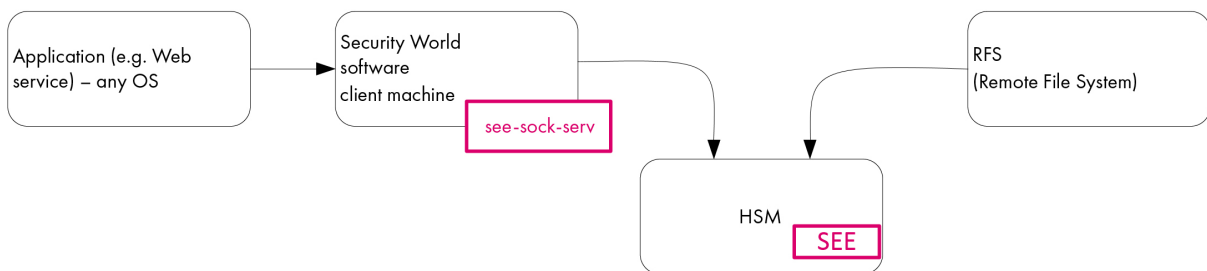 Application (e.g. Web
service) – any OS
Security World
software
client machine
see-sock-serv
RFS
(Remote File System)
HSM
SEE